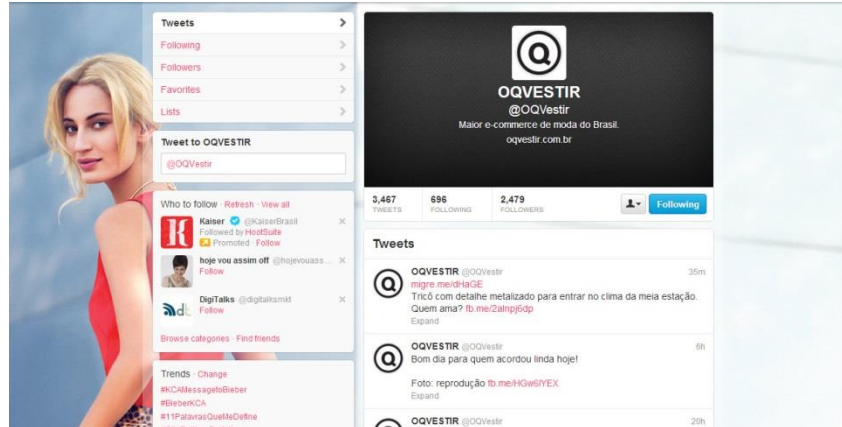 Tweets
Following
Followers
Favorites
Lists
Tweet to OQVESTIR
@OQVestir
Who to follow · Refresh · View all
Kaiser @KaiserBrasil
Followed by HootSuite
Promoted · Follow
hoje vou assim off @hojevouass...
Follow
DigiTalks @digitalksmkt
Follow
Browse categories · Find friends
Trends · Change
#KCAMessagetoBieber
#BieberKCA
#11PalavrasQueMeDefine
OQVESTIR
@OQVestir
Maior e-commerce de moda do Brasil.
oqvestir.com.br
3,467 696 2,479
TWEETS FOLLOWING FOLLOWERS
Following
Tweets
OQVESTIR @OQVestir 35m
migre.me/dHaGE
Tricô com detalhe metalizado para entrar no clima da meia estação.
Quem ama? fb.me/2alnpj6dp
Expand
OQVESTIR @OQVestir 6h
Bom dia para quem acordou linda hoje!
Foto: reprodução fb.me/HGw6IYEX
Expand
OQVESTIR @OQVestir 20h